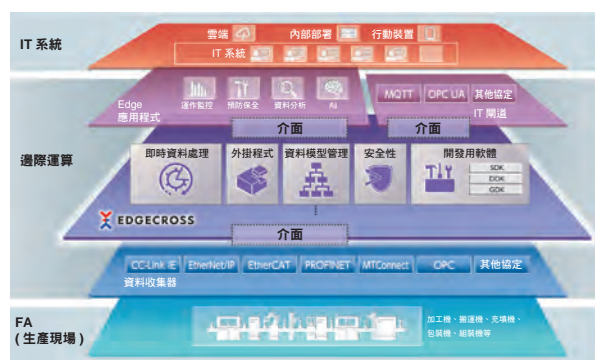 IT 系統
雲端
內部部署
行動裝置
IT 系統
Edge
應用程式
運作監控
預防保全
資料分析
AI
MQTT
OPC UA
其他協定
IT 閘道
介面
介面
邊際運算
即時資料處理
外掛程式
資料模型管理
安全性
開發用軟體
SDK
DDK
GDK
EDGECROSS
介面
CC-Link IE
EtherNet/IP
EtherCAT
PROFINET
MTConnect
OPC
其他協定
資料收集器
FA
(生產現場)
加工機、搬運機、充填機、
包裝機、組裝機等